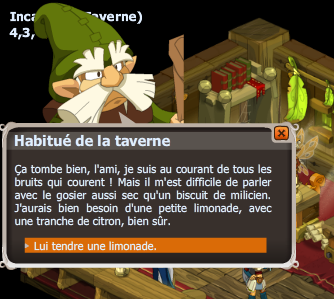 Inca Taverne)
4,3,
Habitué de la taverne
Ça tombe bien, l'ami, je suis au courant de tous les
bruits qui courent ! Mais il m'est difficile de parler
avec le gosier aussi sec qu'un biscuit de milicien.
J'aurais bien besoin d'une petite limonade, avec
une tranche de citron, bien sûr.
Lui tendre une limonade.